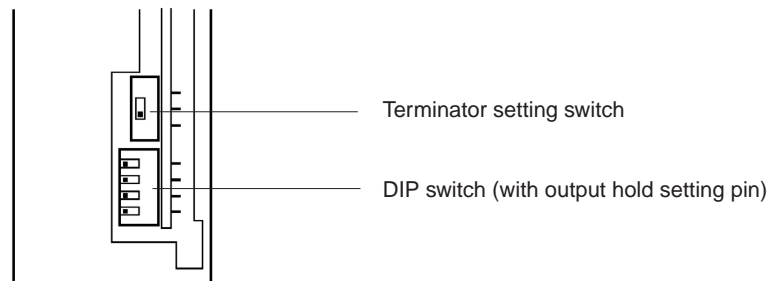 Terminator setting switch
DIP switch (with output hold setting pin)